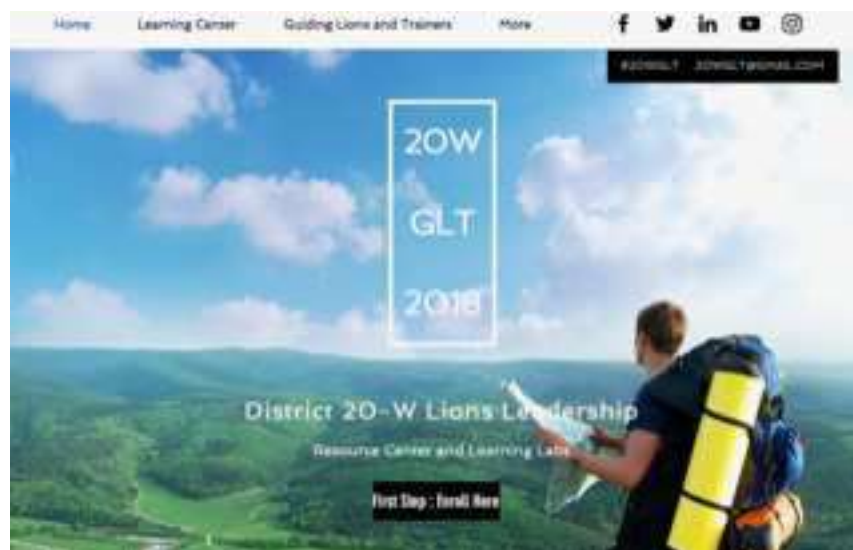 Home Learning Center Guiding Lions and Trainers More
20W
GLT
2018
District 20-W Lions Leadership
Resource Center and Learning Labs
First Step : Enroll Here